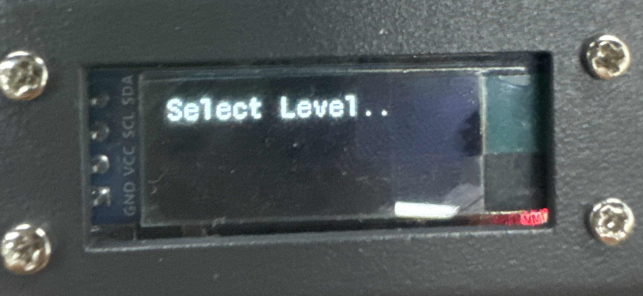 Select Level..
GND VCC SCL SDA